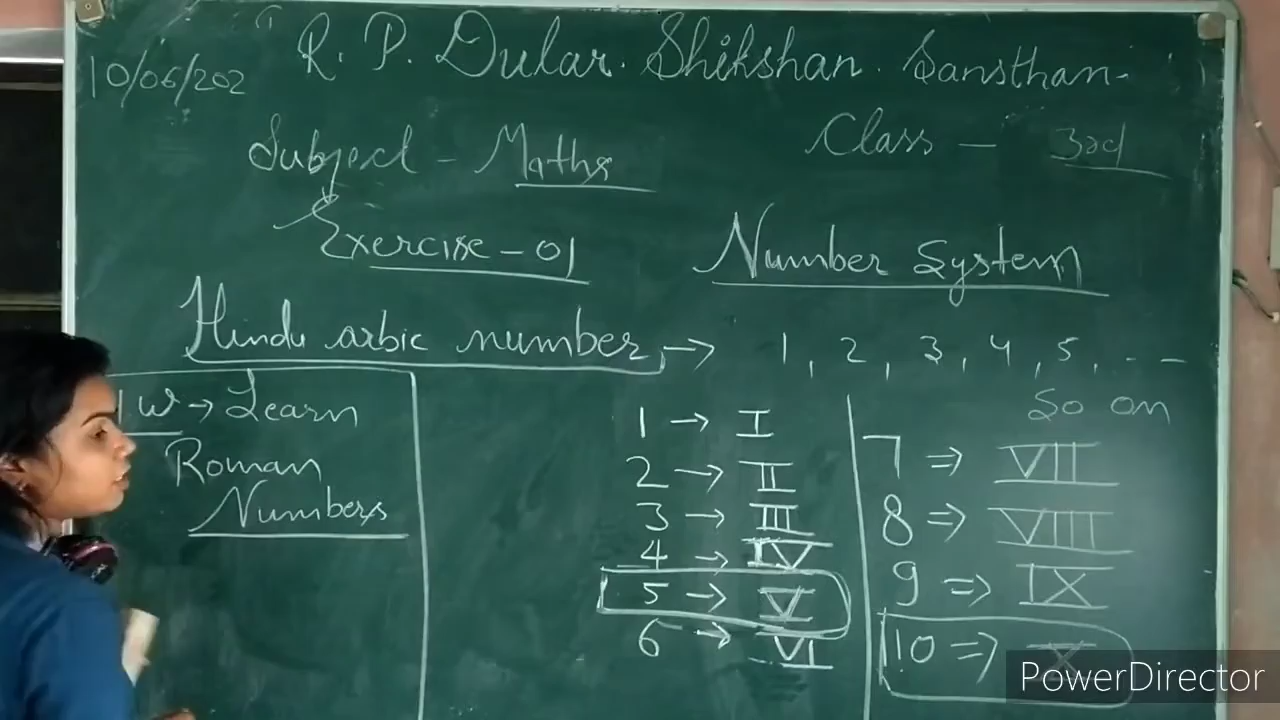 R. P. Dular. Shikshan. Sansthan.
10/06/202
Subject - Maths
Class - 3rd
Exercise - 01
Number System
Hindu arbic number, → 1, 2, 3, 4, 5, - - -
So on
W → Learn
Roman
Numbers
1 → I
2 → II
3 → III
4 → IV
5 → V
6 → VI
7 ⇒ VII
8 ⇒ VIII
9 ⇒ IX
10 ⇒ X
PowerDirector